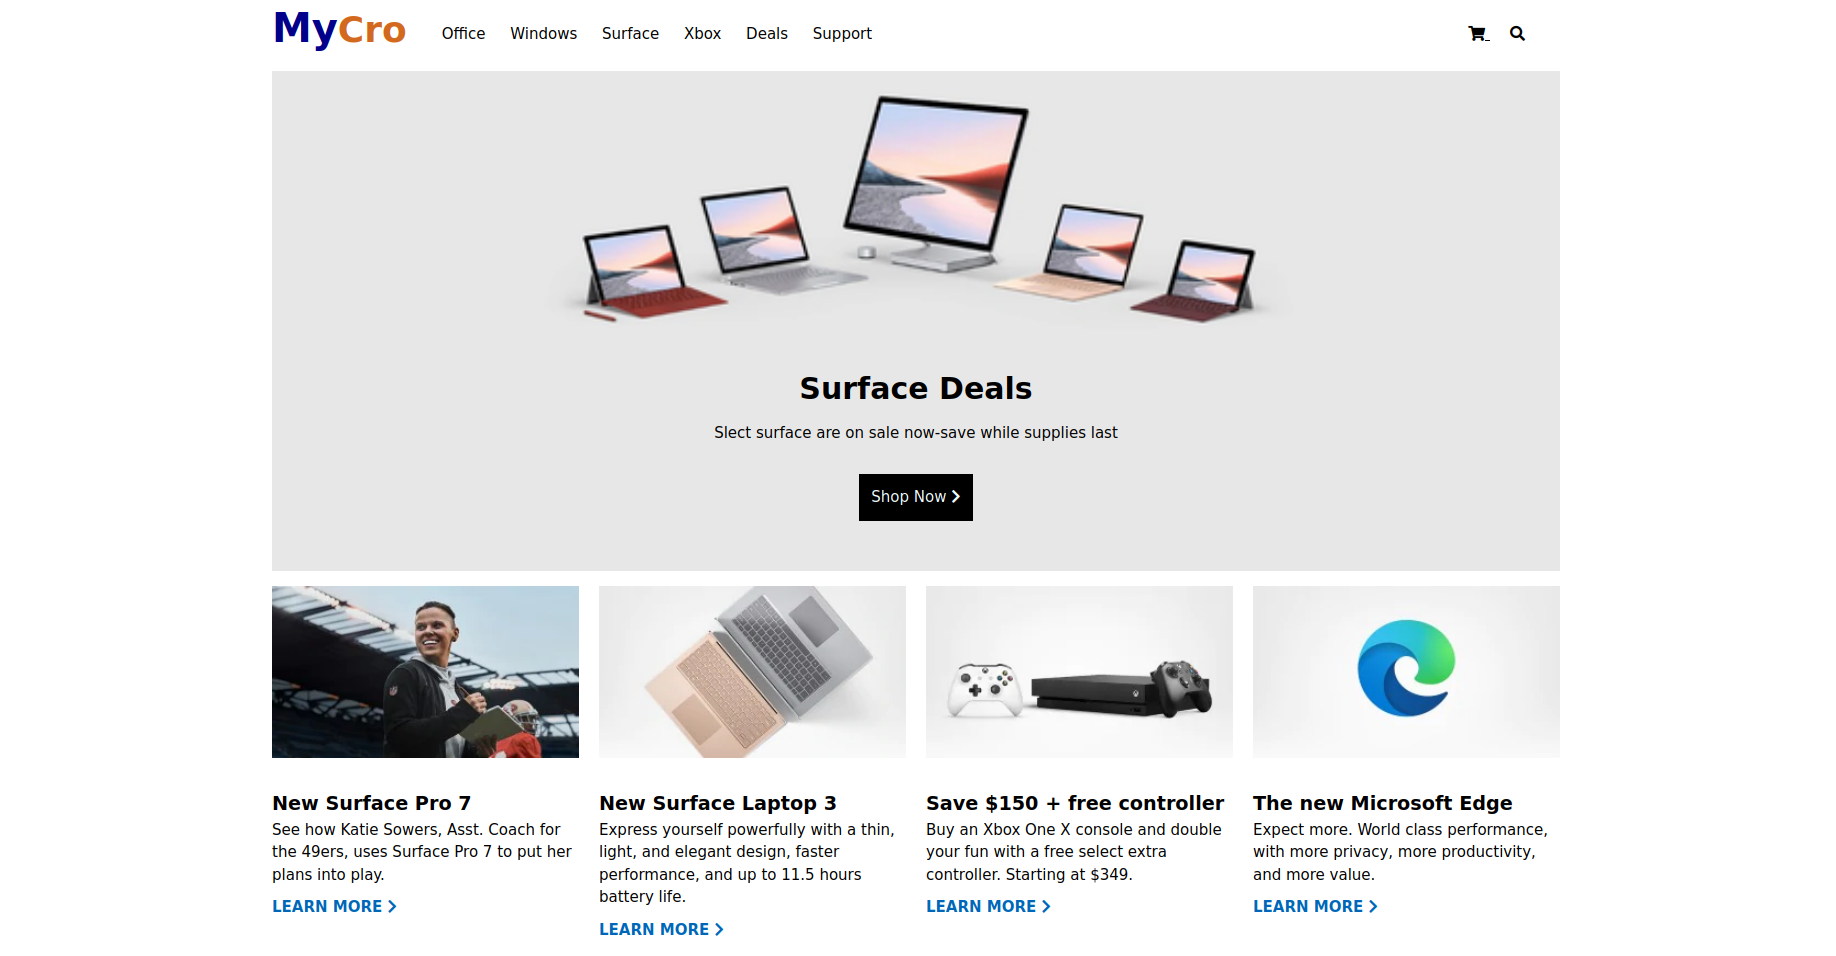 MyCro
Office Windows Surface Xbox Deals Support
Surface Deals
Slect surface are on sale now-save while supplies last
Shop Now
New Surface Pro 7
See how Katie Sowers, Asst. Coach for
the 49ers, uses Surface Pro 7 to put her
plans into play.
LEARN MORE
New Surface Laptop 3
Express yourself powerfully with a thin,
light, and elegant design, faster
performance, and up to 11.5 hours
battery life.
LEARN MORE
Save $150 + free controller
Buy an Xbox One X console and double
your fun with a free select extra
controller. Starting at $349.
LEARN MORE
The new Microsoft Edge
Expect more. World class performance,
with more privacy, more productivity,
and more value.
LEARN MORE